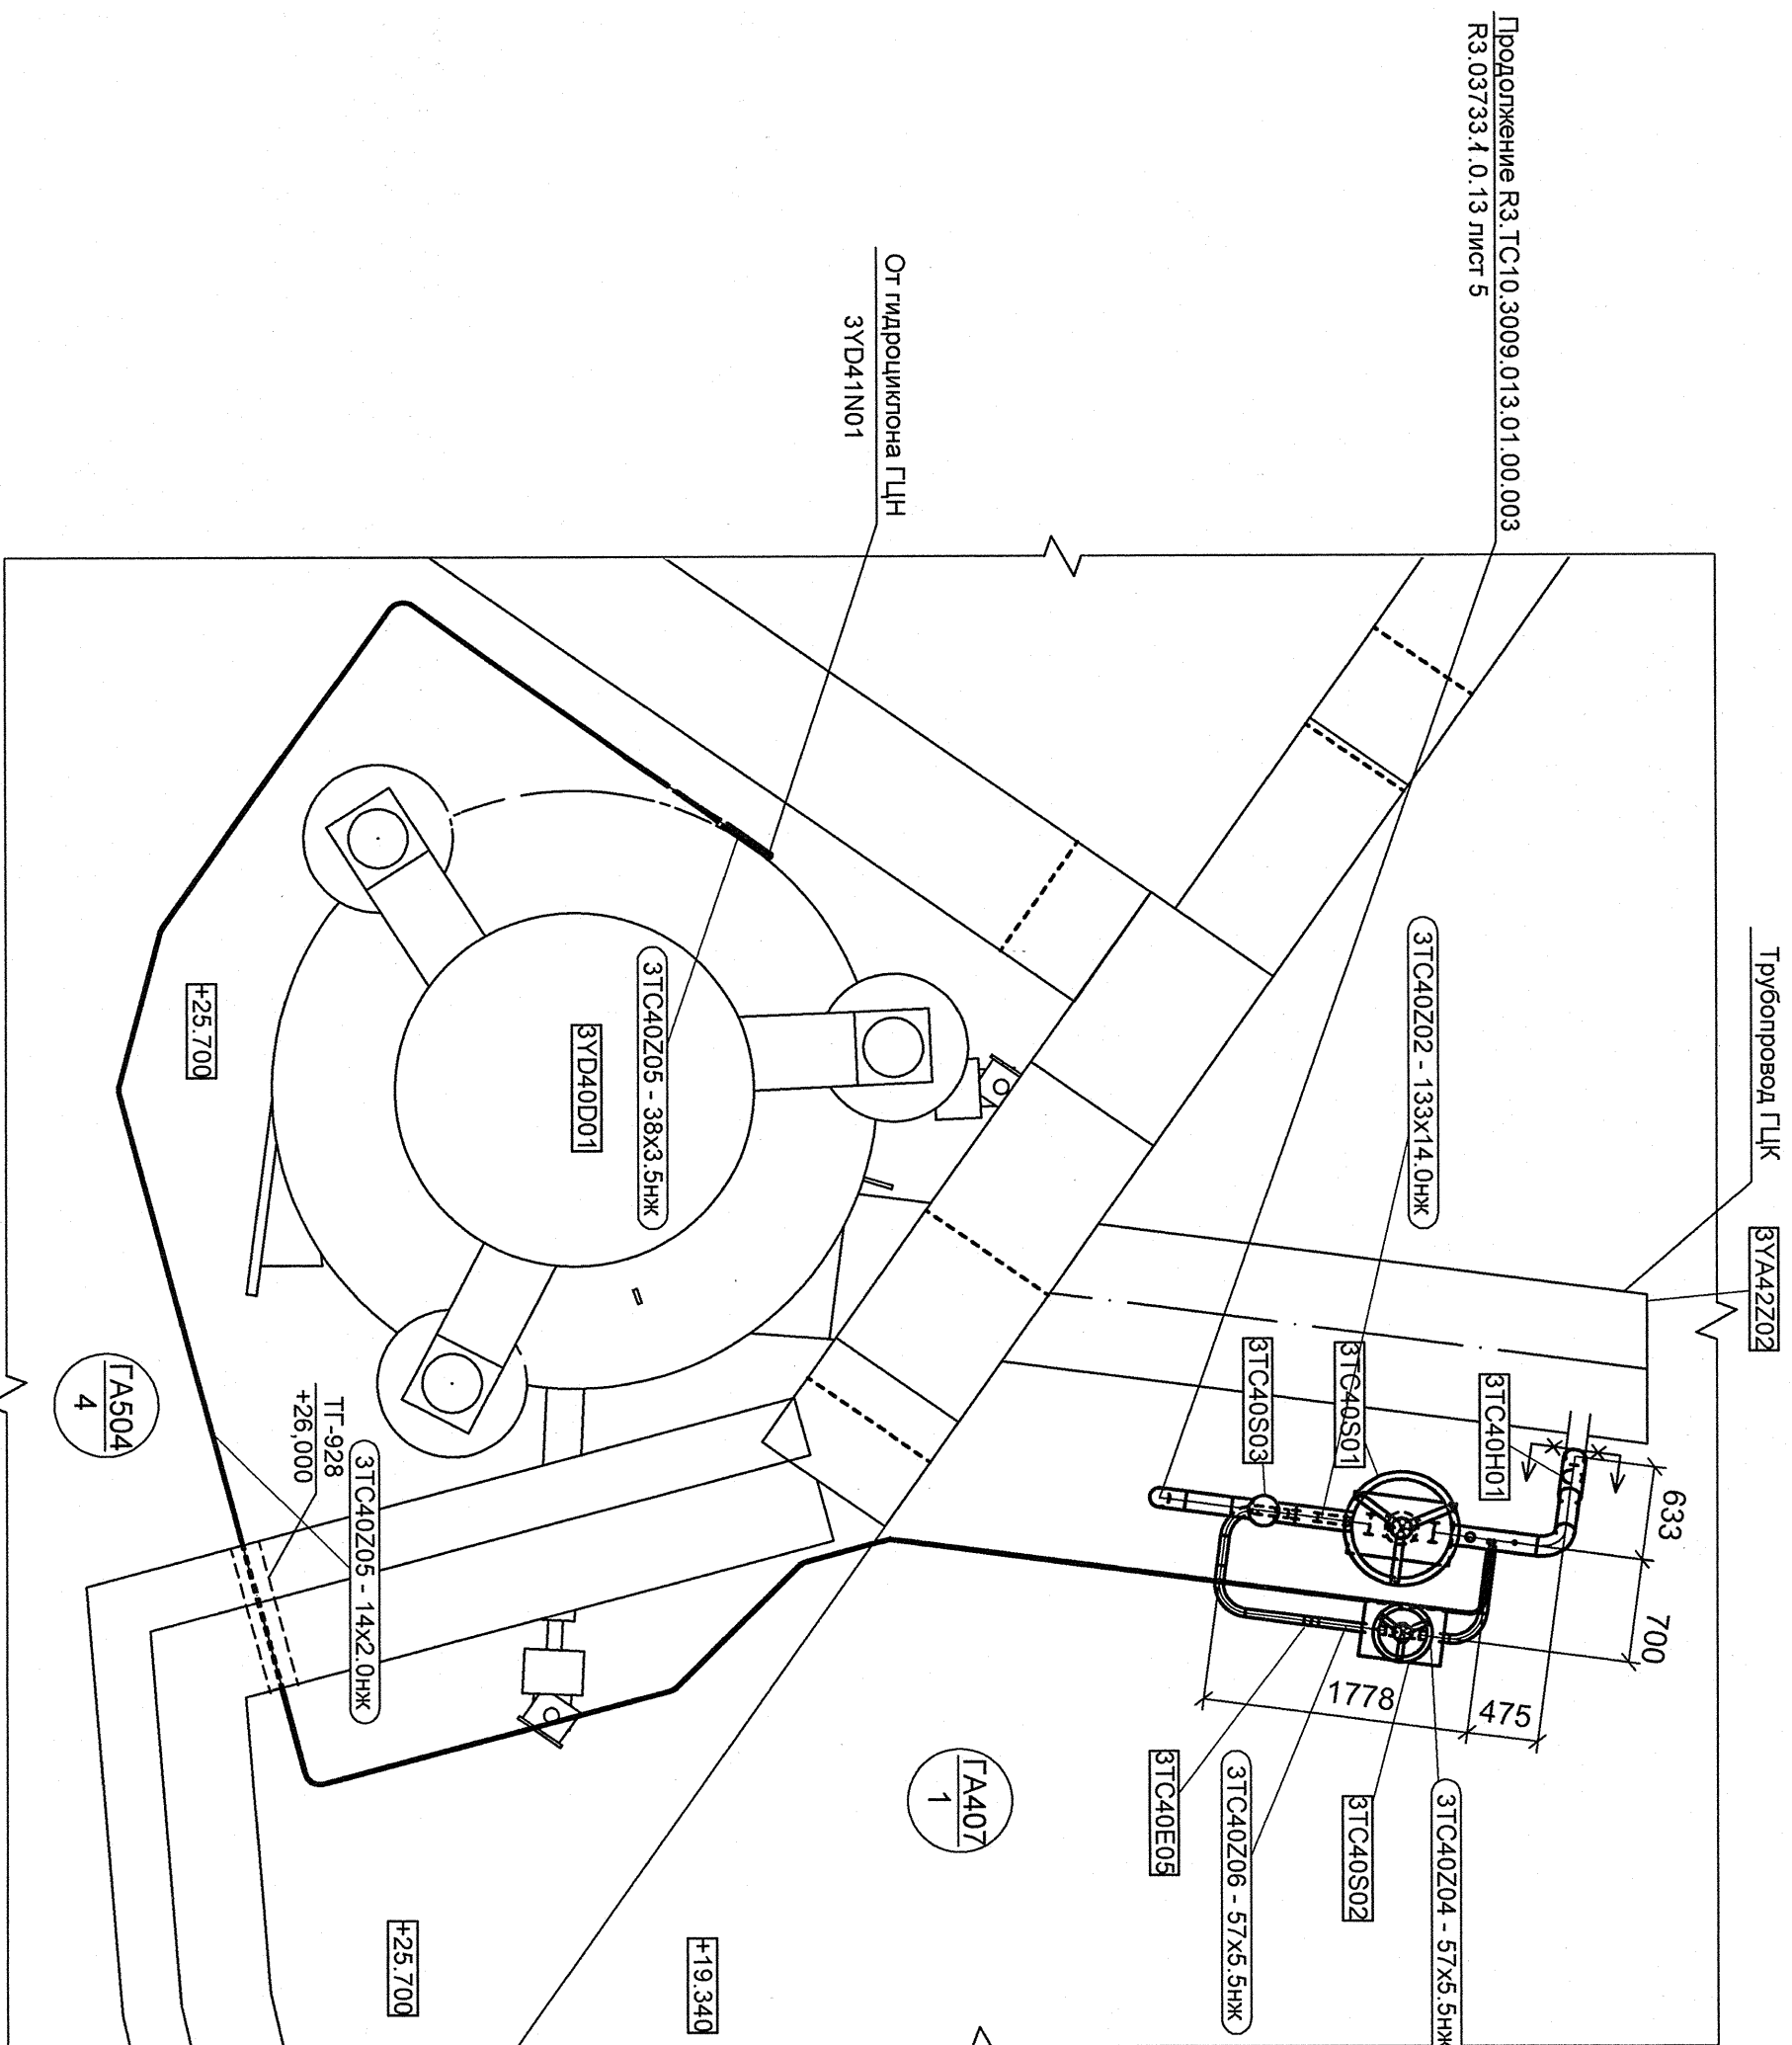 Продолжение R3.TC10.3009.013.01.00.003
R3.03733.4.0.13 лист 5
От гидроциклона ГЦН
3YD41N01
Трубопровод ГЦК
3YA42Z02
3TC40Z02 - 133x14.0нж
3TC40H01
3TC40S01
3TC40S03
633
700
475
1778
3TC40Z04 - 57x5.5нж
3TC40S02
3TC40Z06 - 57x5.5нж
3TC40E05
ГА407
1
3TC40Z05 - 38x3.5нж
3YD40D01
+25.700
ГА504
4
ТГ-928
+26,000
3TC40Z05 - 14x2.0нж
+19.340
+25.700